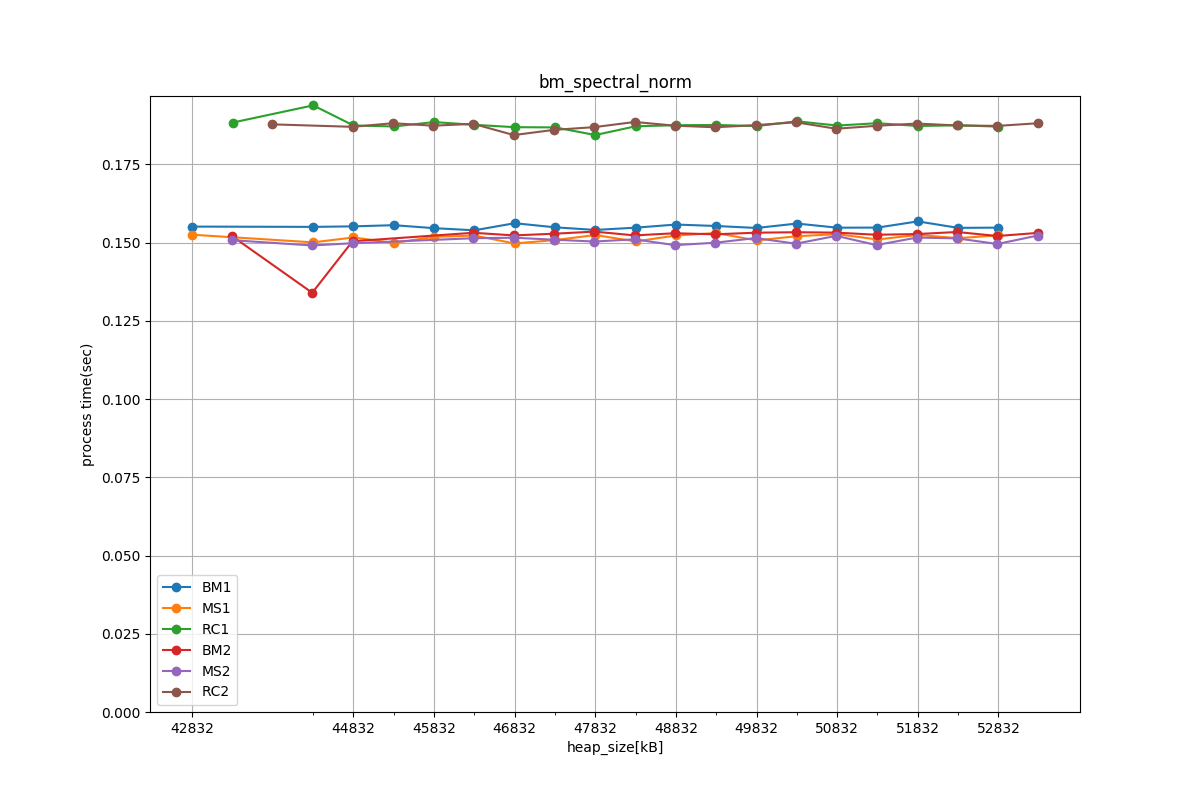 bm_spectral_norm
process time(sec)
0.175
0.150
0.125
0.100
0.075
0.050
0.025
0.000
BM1
MS1
RC1
BM2
MS2
RC2
42832 44832 45832 46832 47832 48832 49832 50832 51832 52832
heap_size[kB]